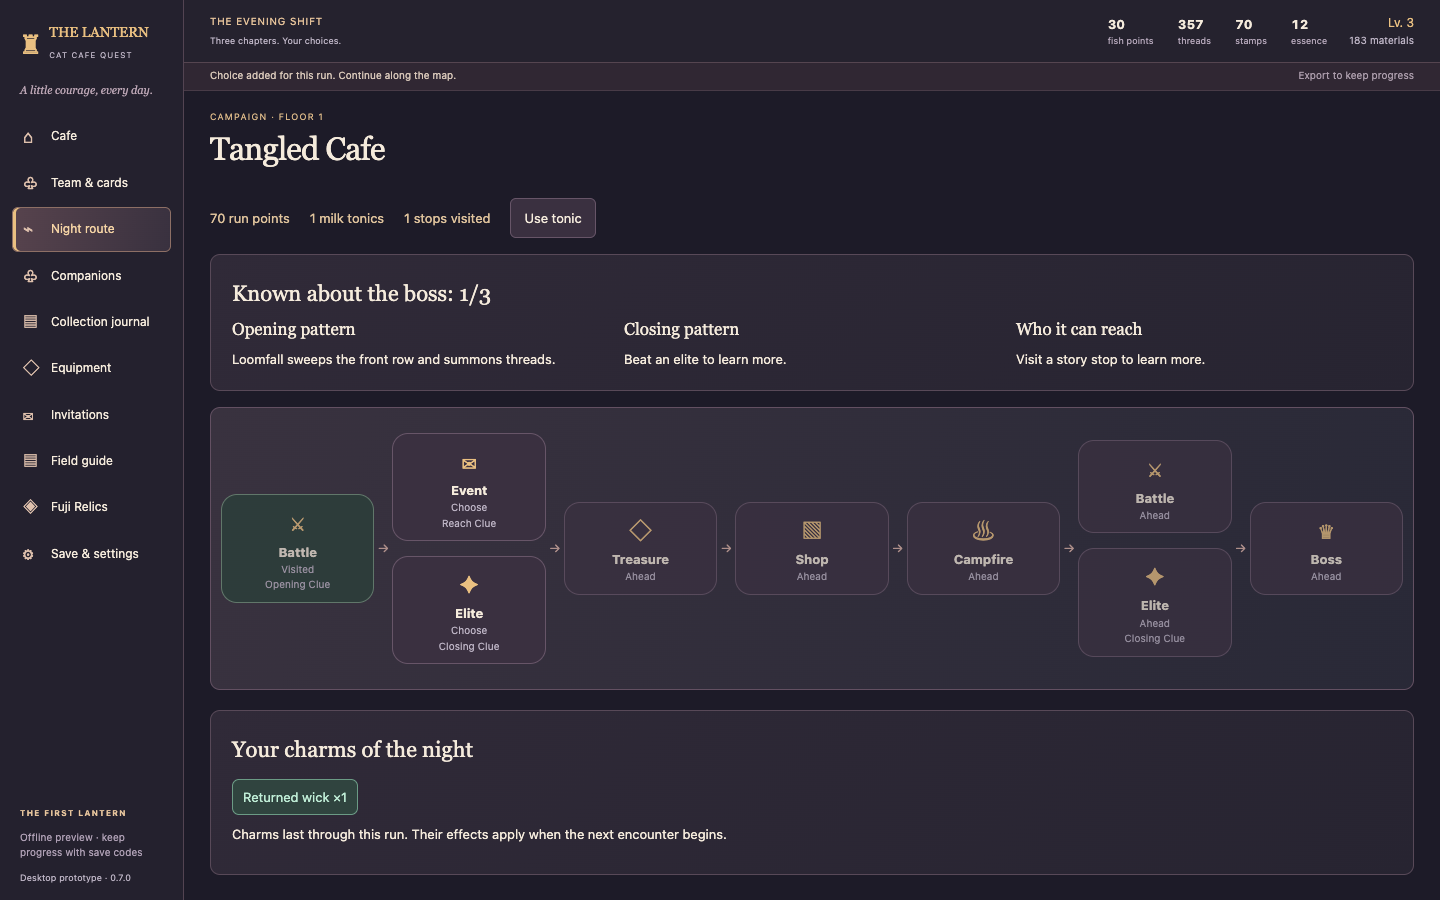 THE LANTERN
CAT CAFE QUEST
A little courage, every day.
Cafe
Team & cards
Night route
Companions
Collection journal
Equipment
Invitations
Field guide
Fuji Relics
Save & settings
THE FIRST LANTERN
Offline preview · keep
progress with save codes
Desktop prototype · 0.7.0
THE EVENING SHIFT
Three chapters. Your choices.
30
fish points
357
threads
70
stamps
12
essence
Lv. 3
183 materials
Choice added for this run. Continue along the map.
Export to keep progress
CAMPAIGN · FLOOR 1
Tangled Cafe
70 run points
1 milk tonics
1 stops visited
Use tonic
Known about the boss: 1/3
Opening pattern
Loomfall sweeps the front row and summons threads.
Closing pattern
Beat an elite to learn more.
Who it can reach
Visit a story stop to learn more.
Battle
Visited
Opening Clue
→
Event
Choose
Reach Clue
Elite
Choose
Closing Clue
→
Treasure
Ahead
→
Shop
Ahead
→
Campfire
Ahead
→
Battle
Ahead
Elite
Ahead
Closing Clue
→
Boss
Ahead
Your charms of the night
Returned wick ×1
Charms last through this run. Their effects apply when the next encounter begins.